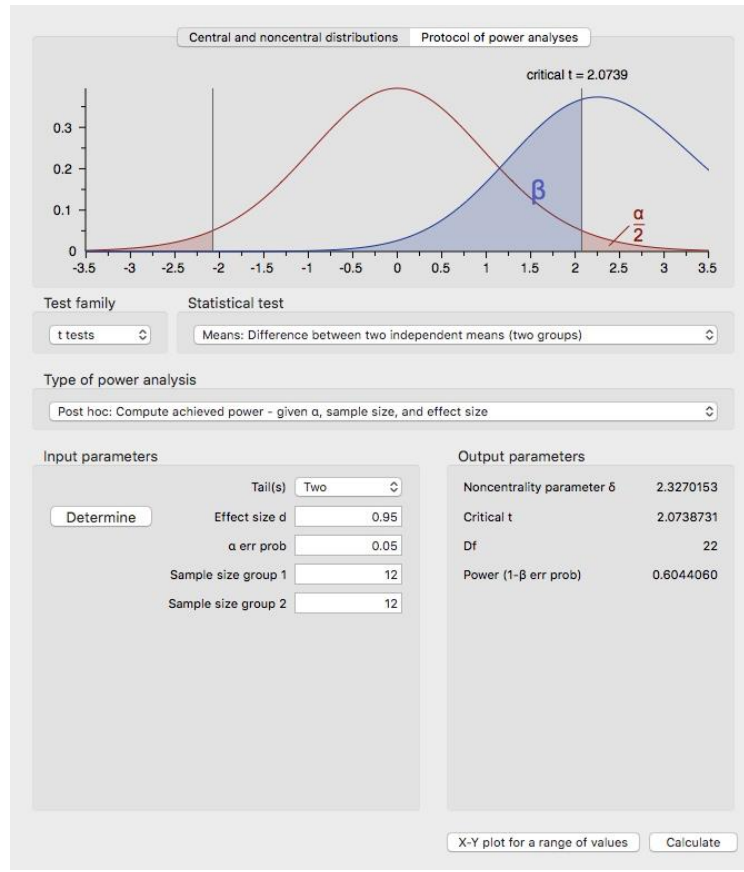 Central and noncentral distributions Protocol of power analyses
critical t = 2.0739
0.3
0.2
β
0.1
α
2
0
-3.5 -3 -2.5 -2 -1.5 -1 -0.5 0 0.5 1 1.5 2 2.5 3 3.5
Test family Statistical test
t tests Means: Difference between two independent means (two groups)
Type of power analysis
Post hoc: Compute achieved power - given α, sample size, and effect size
Input parameters Output parameters
Tail(s) Two Noncentrality parameter δ 2.3270153
Determine Effect size d 0.95 Critical t 2.0738731
α err prob 0.05 Df 22
Sample size group 1 12 Power (1-β err prob) 0.6044060
Sample size group 2 12
X-Y plot for a range of values Calculate